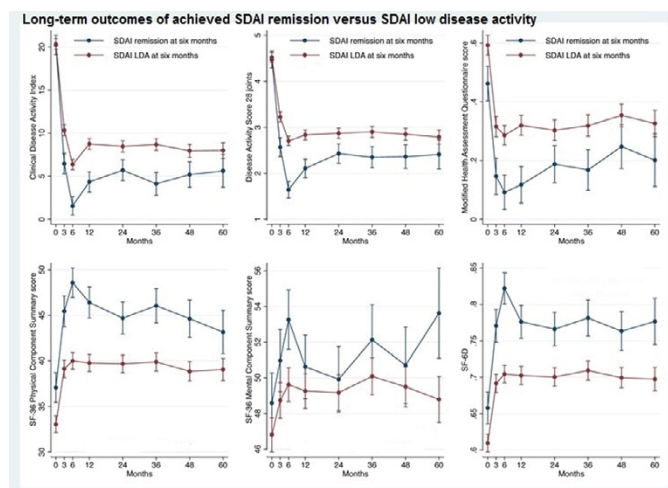 Long-term outcomes of achieved SDAI remission versus SDAI low disease activity
SDAI remission at six months
SDAI LDA at six months
Clinical Disease Activity Index
20
15
10
5
0
0 3 6 12 24 36 48 60
Months
SDAI remission at six months
SDAI LDA at six months
Disease Activity Score 28 joints
5
4
3
2
1
0 3 6 12 24 36 48 60
Months
SDAI remission at six months
SDAI LDA at six months
Modified Health Assessment Questionnaire score
.6
.4
.2
0
0 3 6 12 24 36 48 60
Months
SF-36 Physical Component Summary score
50
45
40
35
30
0 3 6 12 24 36 48 60
Months
SF-36 Mental Component Summary score
56
54
52
50
48
46
0 3 6 12 24 36 48 60
Months
SF-6D
.85
.8
.75
.7
.65
.6
0 3 6 12 24 36 48 60
Months